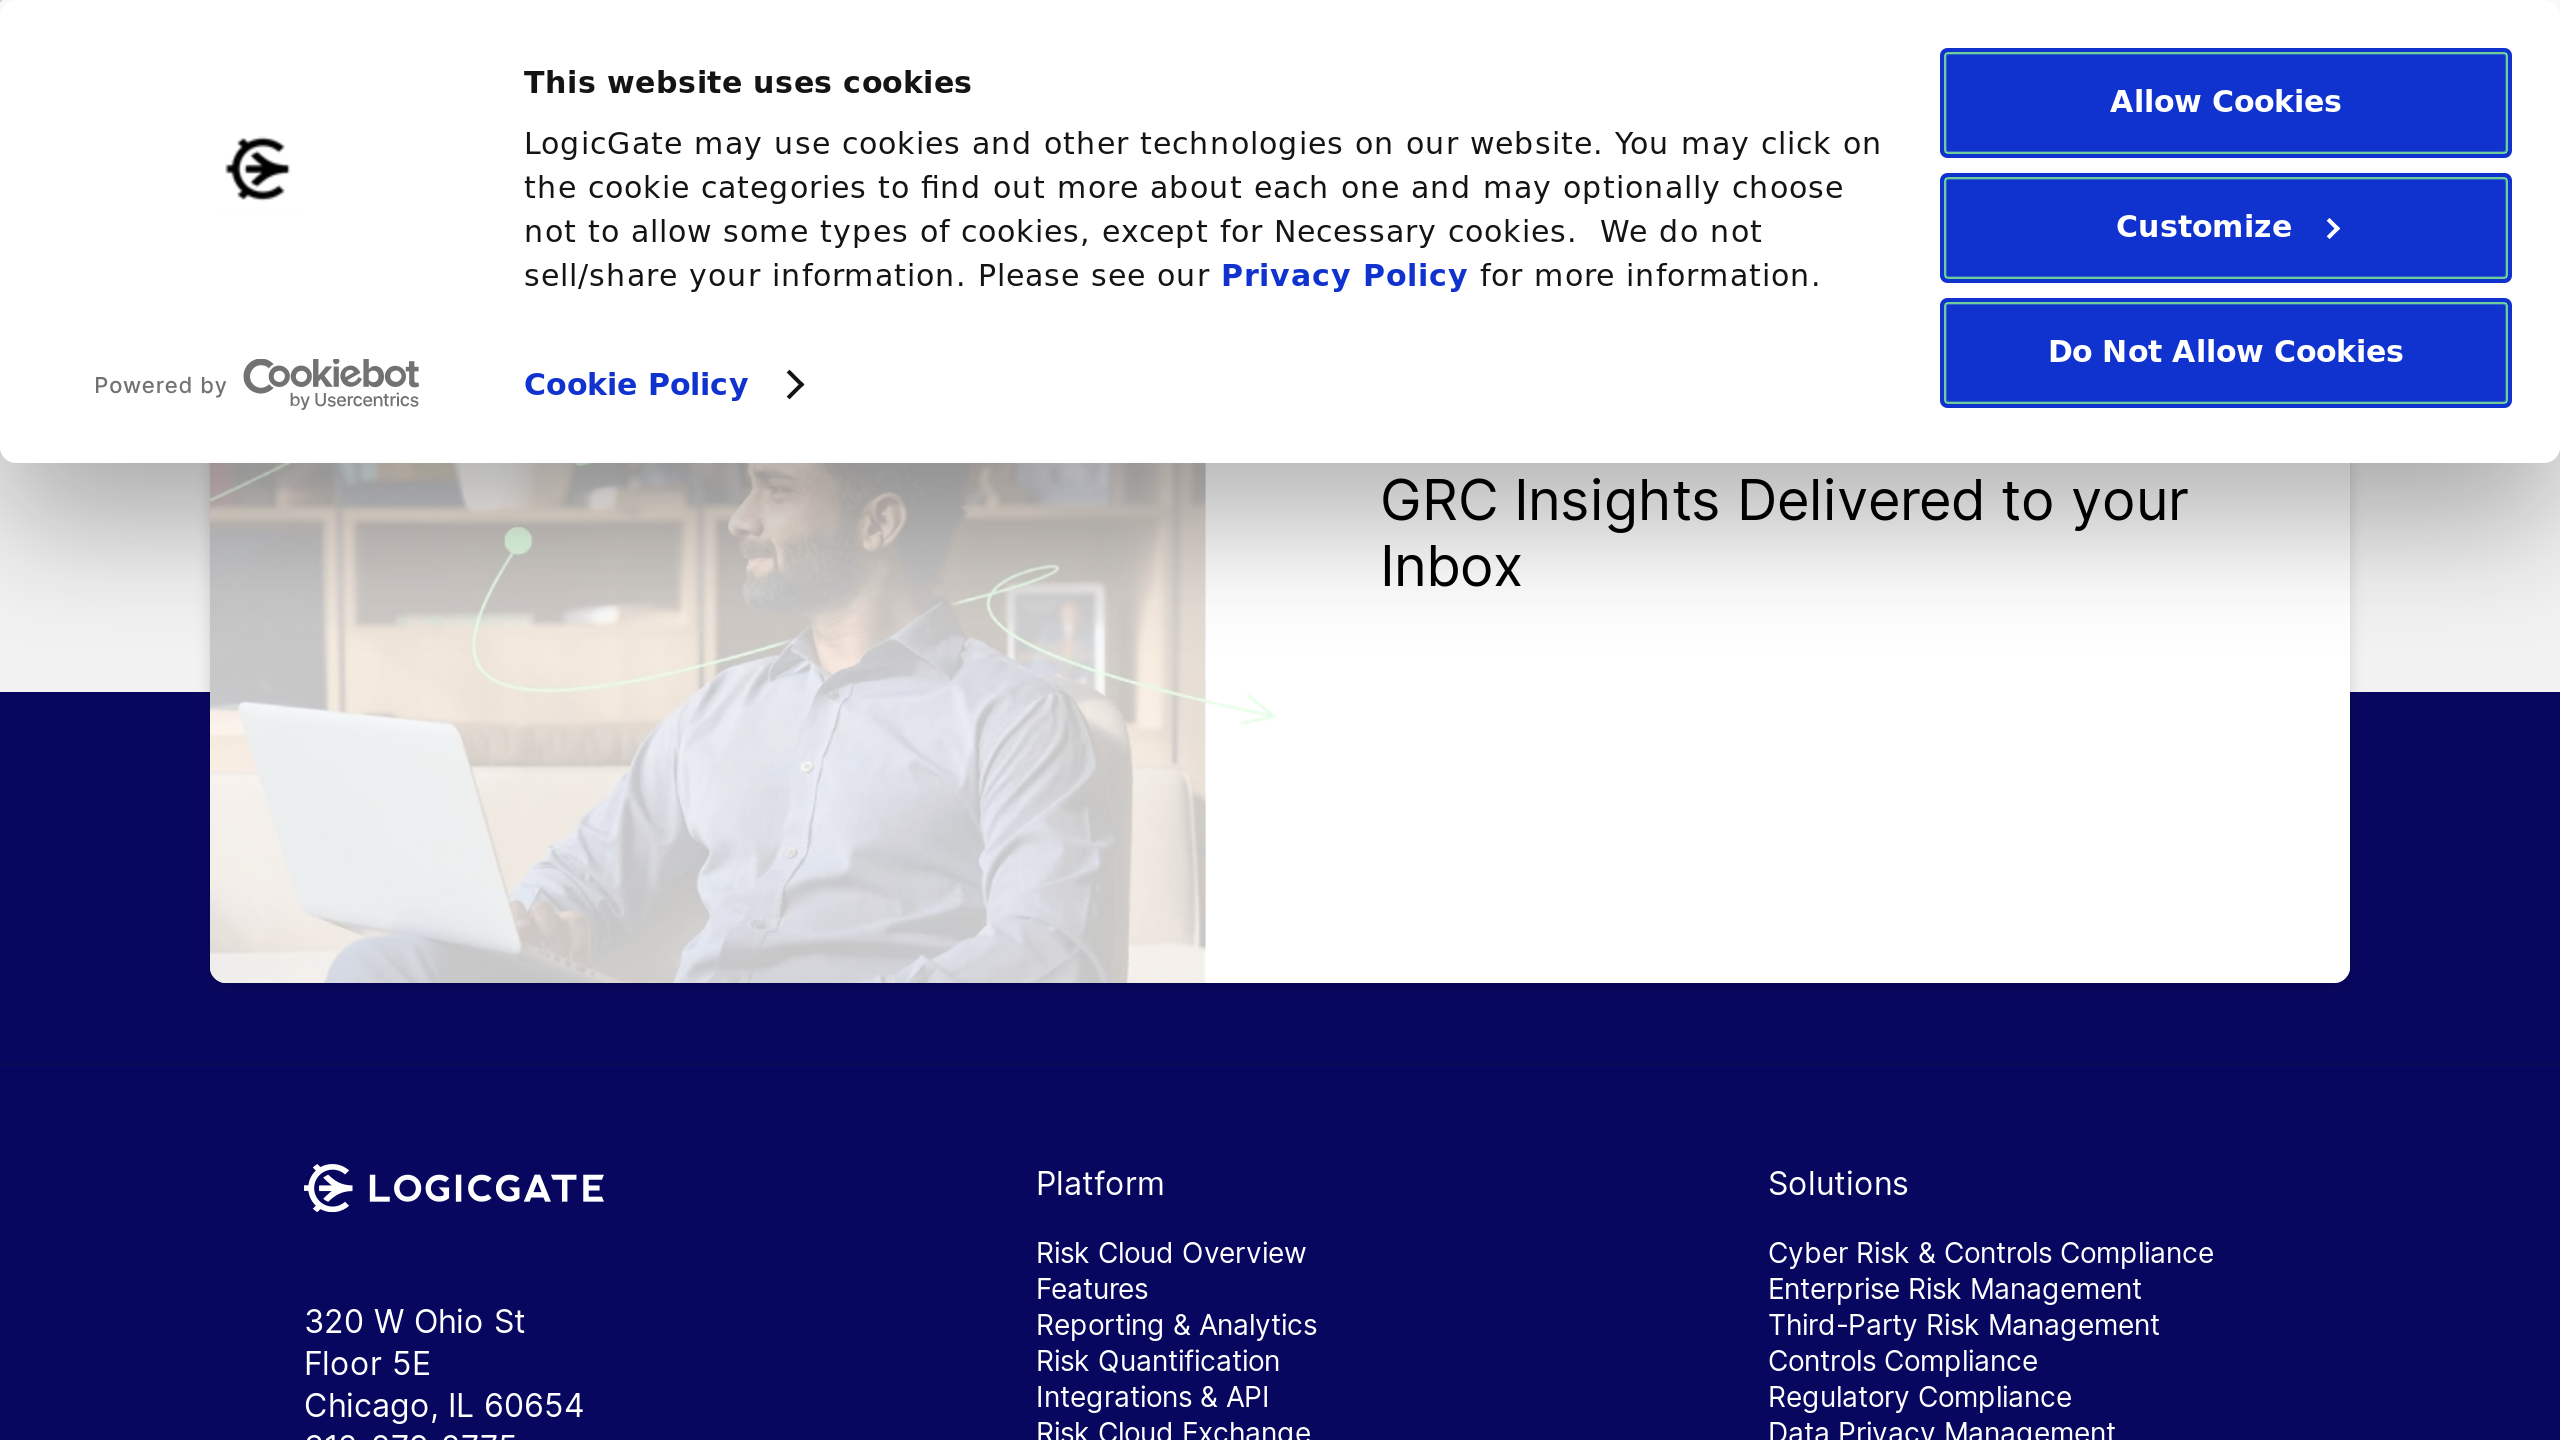 This website uses cookies
LogicGate may use cookies and other technologies on our website. You may click on
the cookie categories to find out more about each one and may optionally choose
not to allow some types of cookies, except for Necessary cookies.  We do not
sell/share your information. Please see our Privacy Policy for more information.
Allow Cookies
Customize
Do Not Allow Cookies
Powered by Cookiebot
by Usercentrics
Cookie Policy
GRC Insights Delivered to your
Inbox
LOGICGATE
320 W Ohio St
Floor 5E
Chicago, IL 60654
Platform
Risk Cloud Overview
Features
Reporting & Analytics
Risk Quantification
Integrations & API
Risk Cloud Exchange
Solutions
Cyber Risk & Controls Compliance
Enterprise Risk Management
Third-Party Risk Management
Controls Compliance
Regulatory Compliance
Data Privacy Management